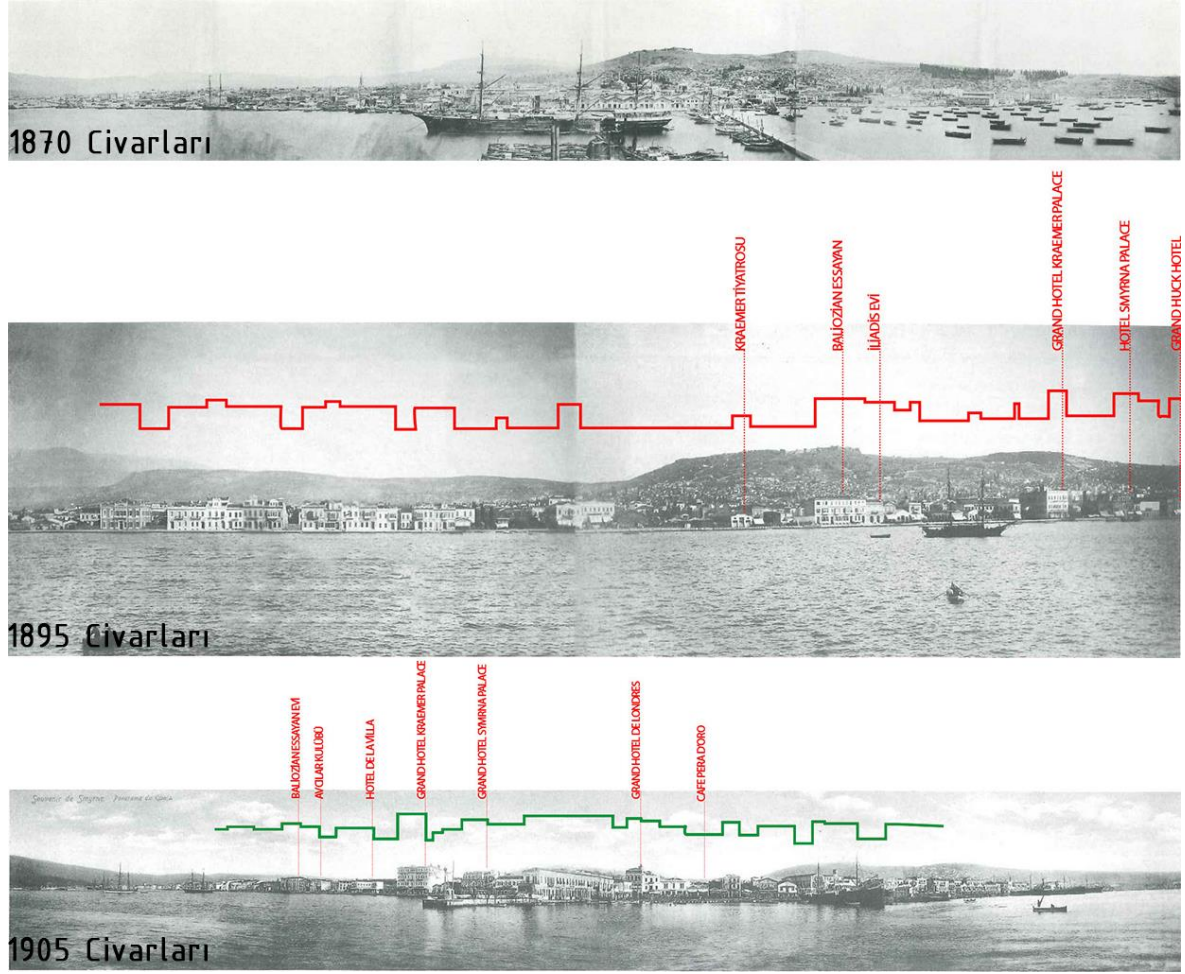 1870 Civarları
KRAEMER TİYATROSU
BALİOZİAN ESSAYAN
İLİADİS EVİ
GRAND HOTEL KRAEMER PALACE
HOTEL SMYRNA PALACE
GRAND HUCK HOTEL
1895 Civarları
BALİOZİAN ESSAYAN EVİ
AVCILAR KULÜBÜ
HOTEL DE LA VILLA
GRAND HOTEL KRAEMER PALACE
GRAND HOTEL SYMRNA PALACE
GRAND HOTEL DE LONDRES
CAFE PERA D'ORO
Souvenir de Smyrne
1905 Civarları